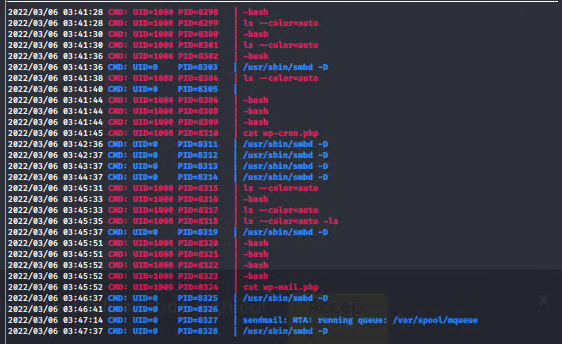 2022/03/06 03:41:28 CMD: UID=1000 PID=8298 | -bash
2022/03/06 03:41:28 CMD: UID=1000 PID=8299 | ls --color=auto
2022/03/06 03:41:30 CMD: UID=1000 PID=8300 | -bash
2022/03/06 03:41:30 CMD: UID=1000 PID=8301 | ls --color=auto
2022/03/06 03:41:36 CMD: UID=1000 PID=8302 | -bash
2022/03/06 03:41:36 CMD: UID=0 PID=8303 | /usr/sbin/smbd -D
2022/03/06 03:41:38 CMD: UID=1000 PID=8304 | ls --color=auto
2022/03/06 03:41:40 CMD: UID=0 PID=8305 |
2022/03/06 03:41:44 CMD: UID=1000 PID=8306 | -bash
2022/03/06 03:41:44 CMD: UID=1000 PID=8308 | -bash
2022/03/06 03:41:44 CMD: UID=1000 PID=8309 | -bash
2022/03/06 03:41:45 CMD: UID=1000 PID=8310 | cat wp-cron.php
2022/03/06 03:42:36 CMD: UID=0 PID=8311 | /usr/sbin/smbd -D
2022/03/06 03:42:37 CMD: UID=0 PID=8312 | /usr/sbin/smbd -D
2022/03/06 03:43:37 CMD: UID=0 PID=8313 | /usr/sbin/smbd -D
2022/03/06 03:44:37 CMD: UID=0 PID=8314 | /usr/sbin/smbd -D
2022/03/06 03:45:31 CMD: UID=1000 PID=8315 | ls --color=auto
2022/03/06 03:45:33 CMD: UID=1000 PID=8316 | -bash
2022/03/06 03:45:33 CMD: UID=1000 PID=8317 | ls --color=auto
2022/03/06 03:45:35 CMD: UID=1000 PID=8318 | ls --color=auto -la
2022/03/06 03:45:37 CMD: UID=0 PID=8319 | /usr/sbin/smbd -D
2022/03/06 03:45:51 CMD: UID=1000 PID=8320 | -bash
2022/03/06 03:45:51 CMD: UID=1000 PID=8321 | -bash
2022/03/06 03:45:52 CMD: UID=1000 PID=8322 | -bash
2022/03/06 03:45:52 CMD: UID=1000 PID=8323 | -bash
2022/03/06 03:45:52 CMD: UID=1000 PID=8324 | cat wp-mail.php
2022/03/06 03:46:37 CMD: UID=0 PID=8325 | /usr/sbin/smbd -D
2022/03/06 03:46:41 CMD: UID=0 PID=8326 |
2022/03/06 03:47:14 CMD: UID=0 PID=8327 | sendmail: MTA: running queue: /var/spool/mqueue
2022/03/06 03:47:37 CMD: UID=0 PID=8328 | /usr/sbin/smbd -D